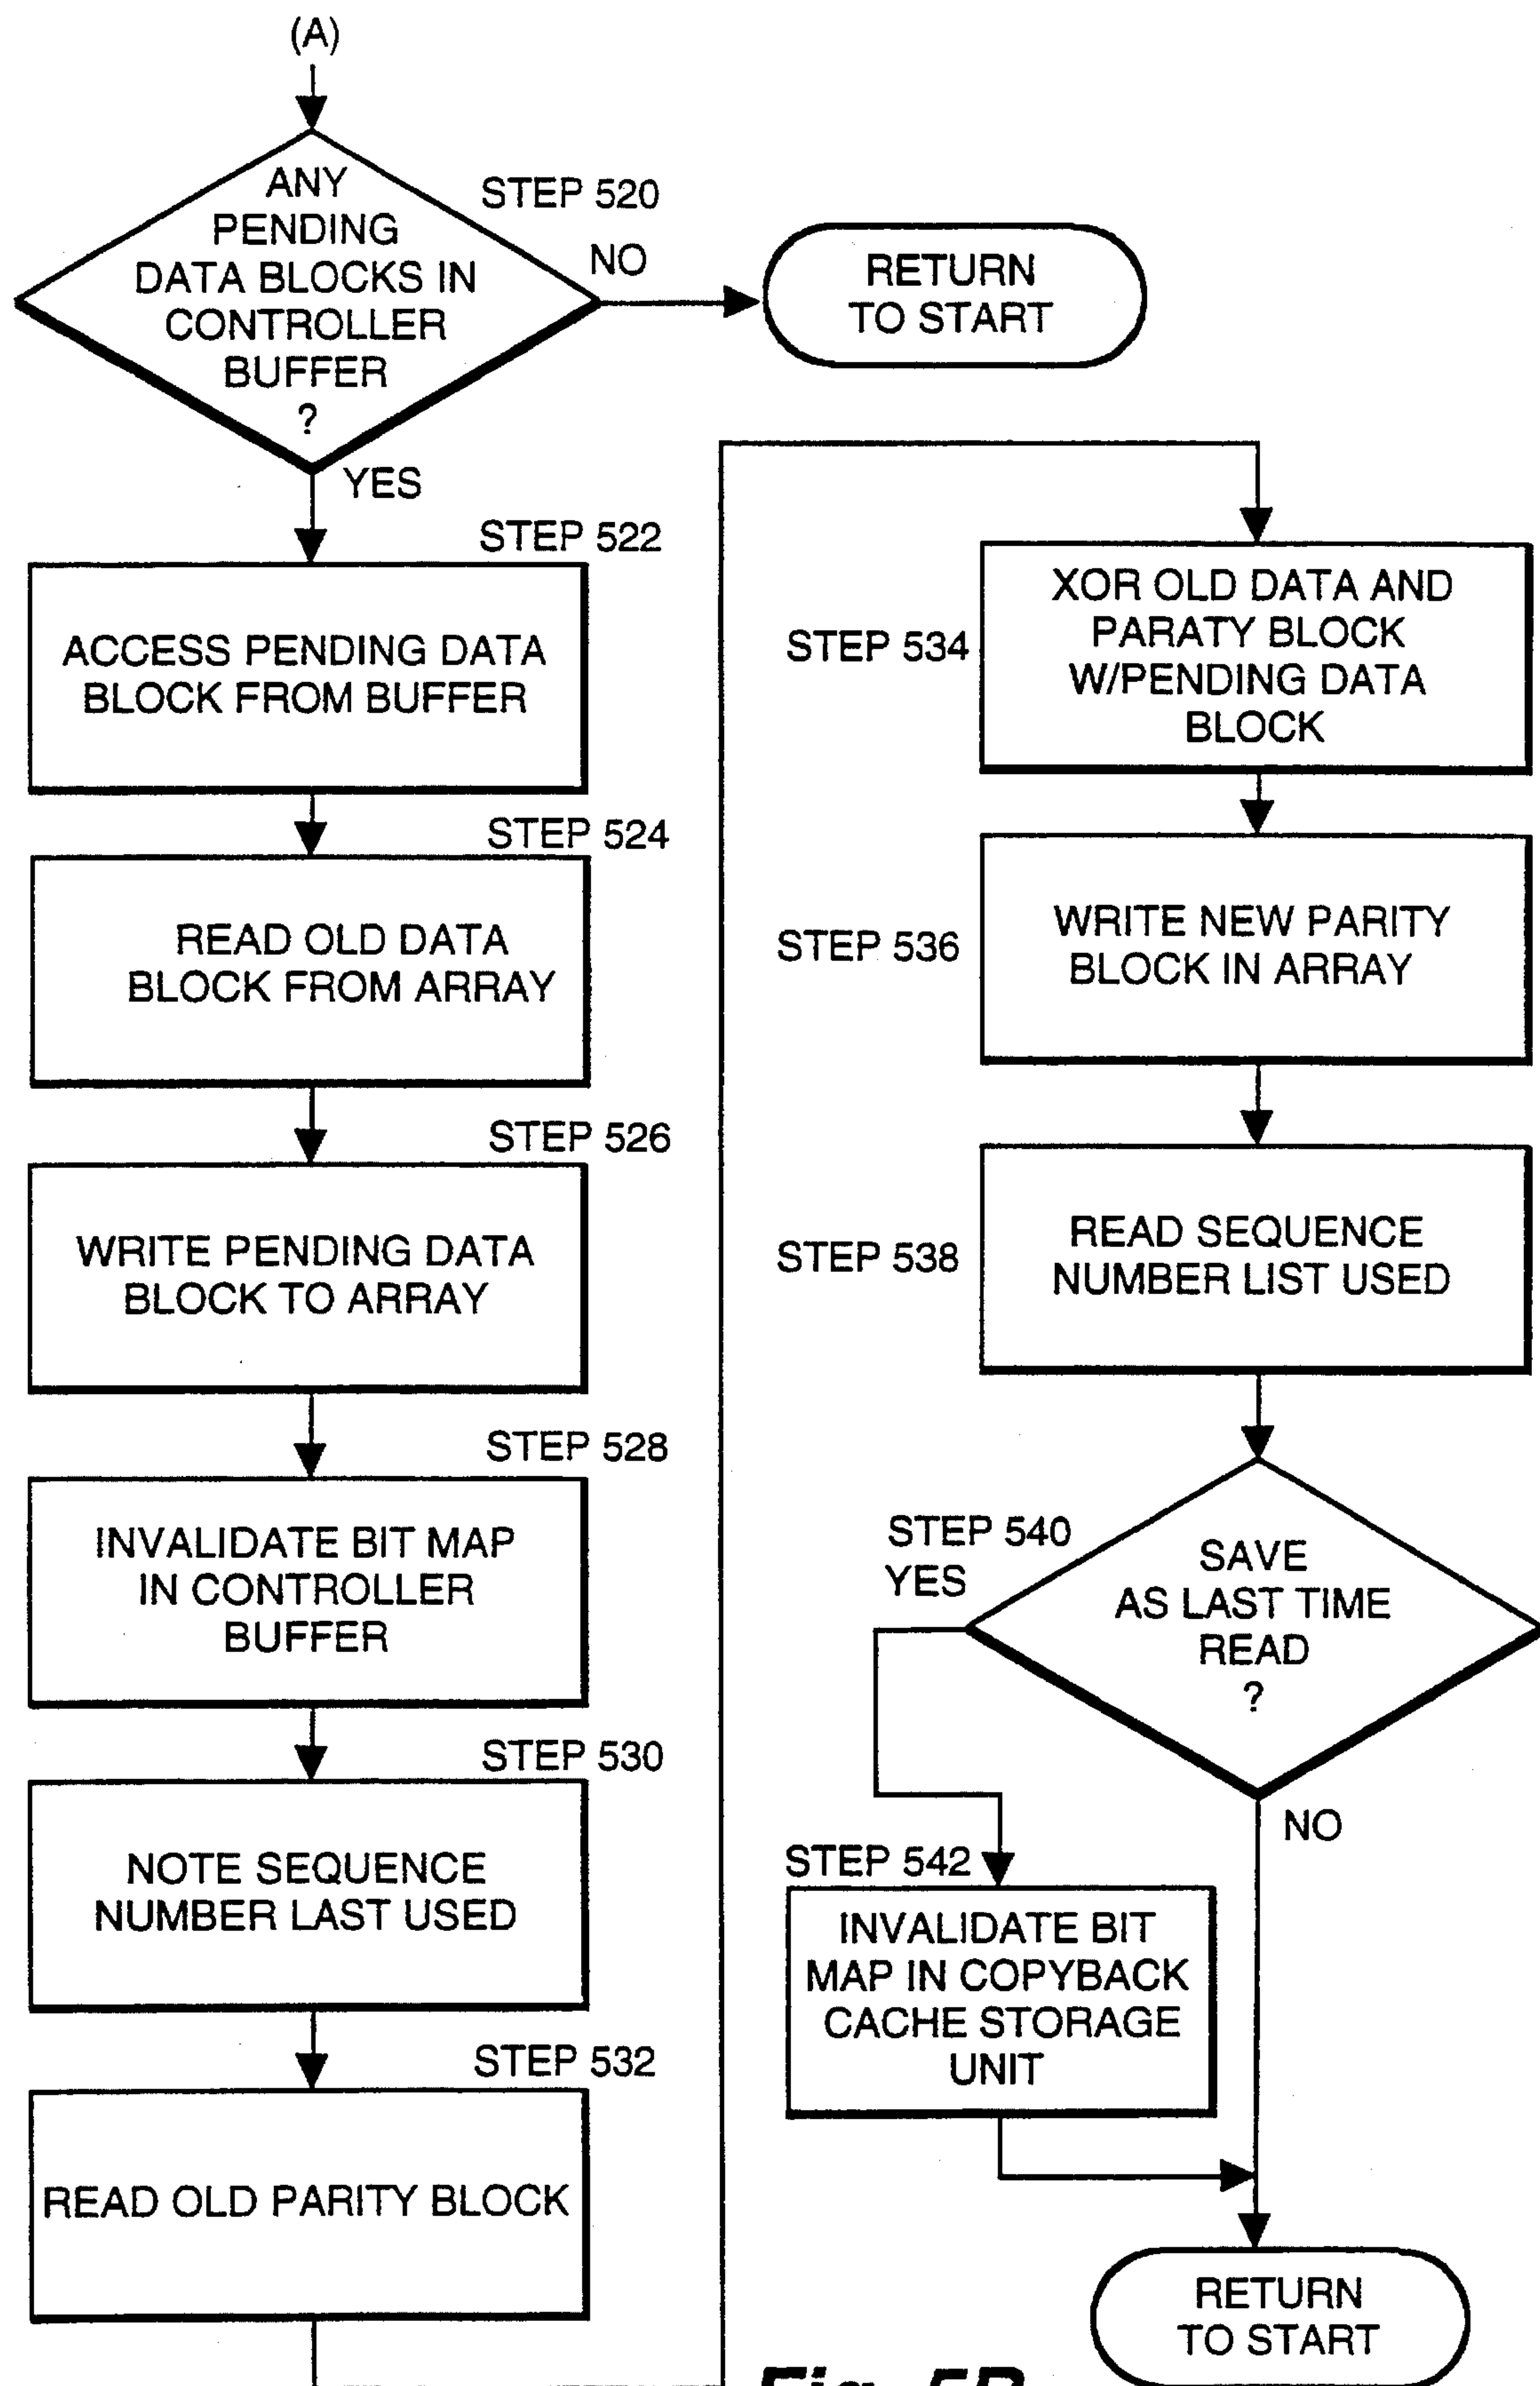 (A)
ANY
PENDING
DATA BLOCKS IN
CONTROLLER
BUFFER
?
STEP 520
NO
RETURN
TO START
YES
STEP 522
ACCESS PENDING DATA
BLOCK FROM BUFFER
STEP 524
READ OLD DATA
BLOCK FROM ARRAY
STEP 526
WRITE PENDING DATA
BLOCK TO ARRAY
STEP 528
INVALIDATE BIT MAP
IN CONTROLLER
BUFFER
STEP 530
NOTE SEQUENCE
NUMBER LAST USED
STEP 532
READ OLD PARITY BLOCK
STEP 534
XOR OLD DATA AND
PARATY BLOCK
W/PENDING DATA
BLOCK
STEP 536
WRITE NEW PARITY
BLOCK IN ARRAY
STEP 538
READ SEQUENCE
NUMBER LIST USED
STEP 540
YES
SAVE
AS LAST TIME
READ
?
NO
STEP 542
INVALIDATE BIT
MAP IN COPYBACK
CACHE STORAGE
UNIT
RETURN
TO START